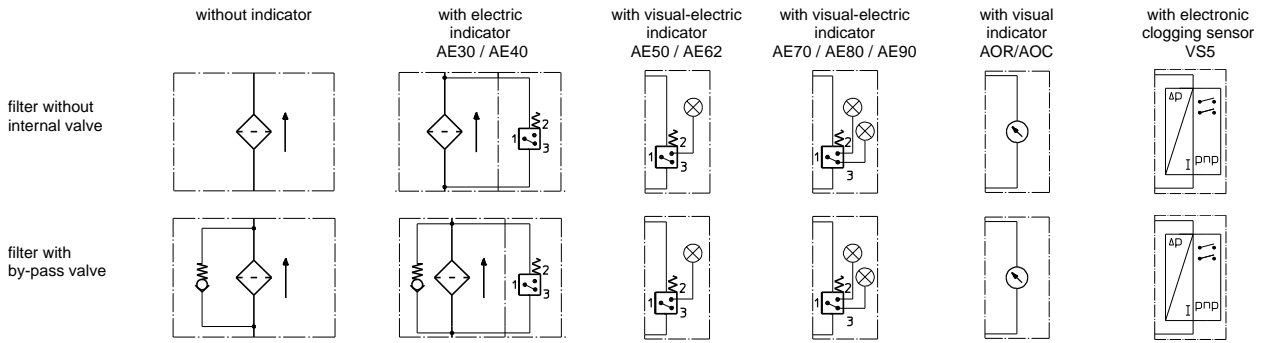 without indicator
with electric
indicator
AE30 / AE40
with visual-electric
indicator
AE50 / AE62
with visual-electric
indicator
AE70 / AE80 / AE90
with visual
indicator
AOR/AOC
with electronic
clogging sensor
VS5
filter without
internal valve
1
2
3
1
2
3
1
2
3
Δp
I
pnp
filter with
by-pass valve
1
2
3
1
2
3
1
2
3
Δp
I
pnp